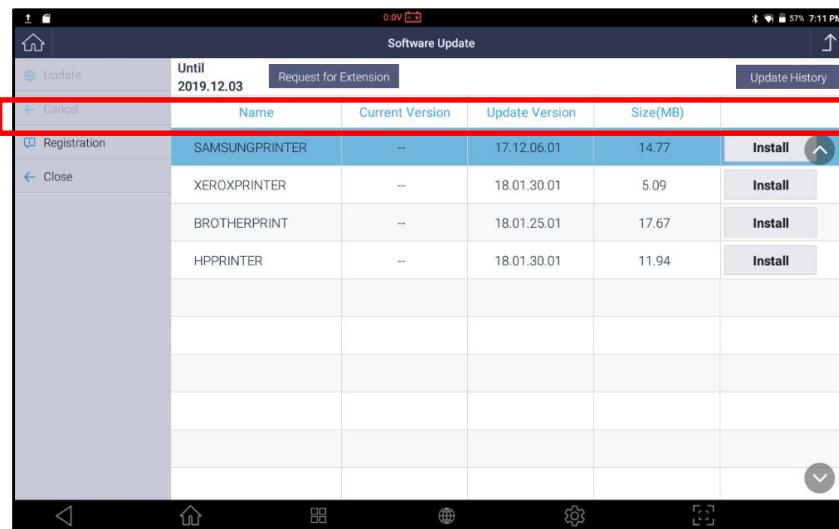 0.0V
57% 7:11 PM
Software Update
Update
Cancel
Registration
Close
Until
2019.12.03
Request for Extension
Update History
Name Current Version Update Version Size(MB)
SAMSUNGPRINTER -- 17.12.06.01 14.77 Install
XEROXPRINTER -- 18.01.30.01 5.09 Install
BROTHERPRINT -- 18.01.25.01 17.67 Install
HPPRINTER -- 18.01.30.01 11.94 Install